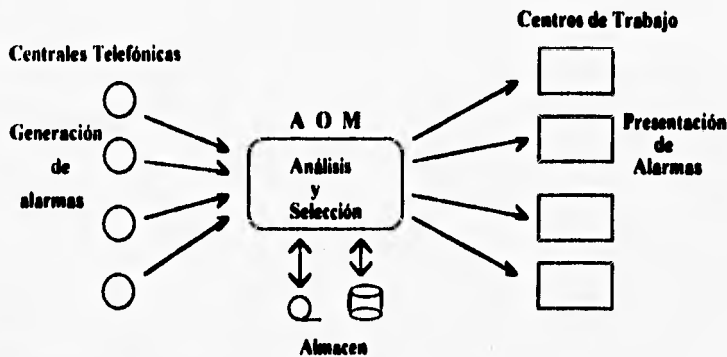 Centros de Trabajo
Centrales Telefónicas
A O M
Generación
de
alarmas
Análisis
y
Selección
Presentación
de
Alarmas
Almacen